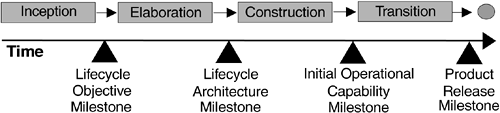 Inception Elaboration Construction Transition
Time
Lifecycle
Objective
Milestone
Lifecycle
Architecture
Milestone
Initial Operational
Capability
Milestone
Product
Release
Milestone